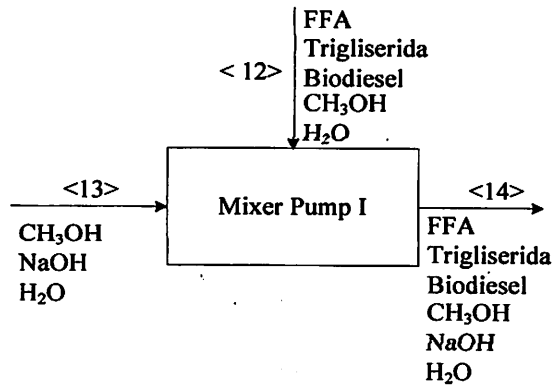 FFA
Trigliserida
< 12>
Biodiesel
CH₃OH
H₂O
<13>
Mixer Pump I
<14>
CH₃OH
NaOH
H₂O
FFA
Trigliserida
Biodiesel
CH₃OH
NaOH
H₂O